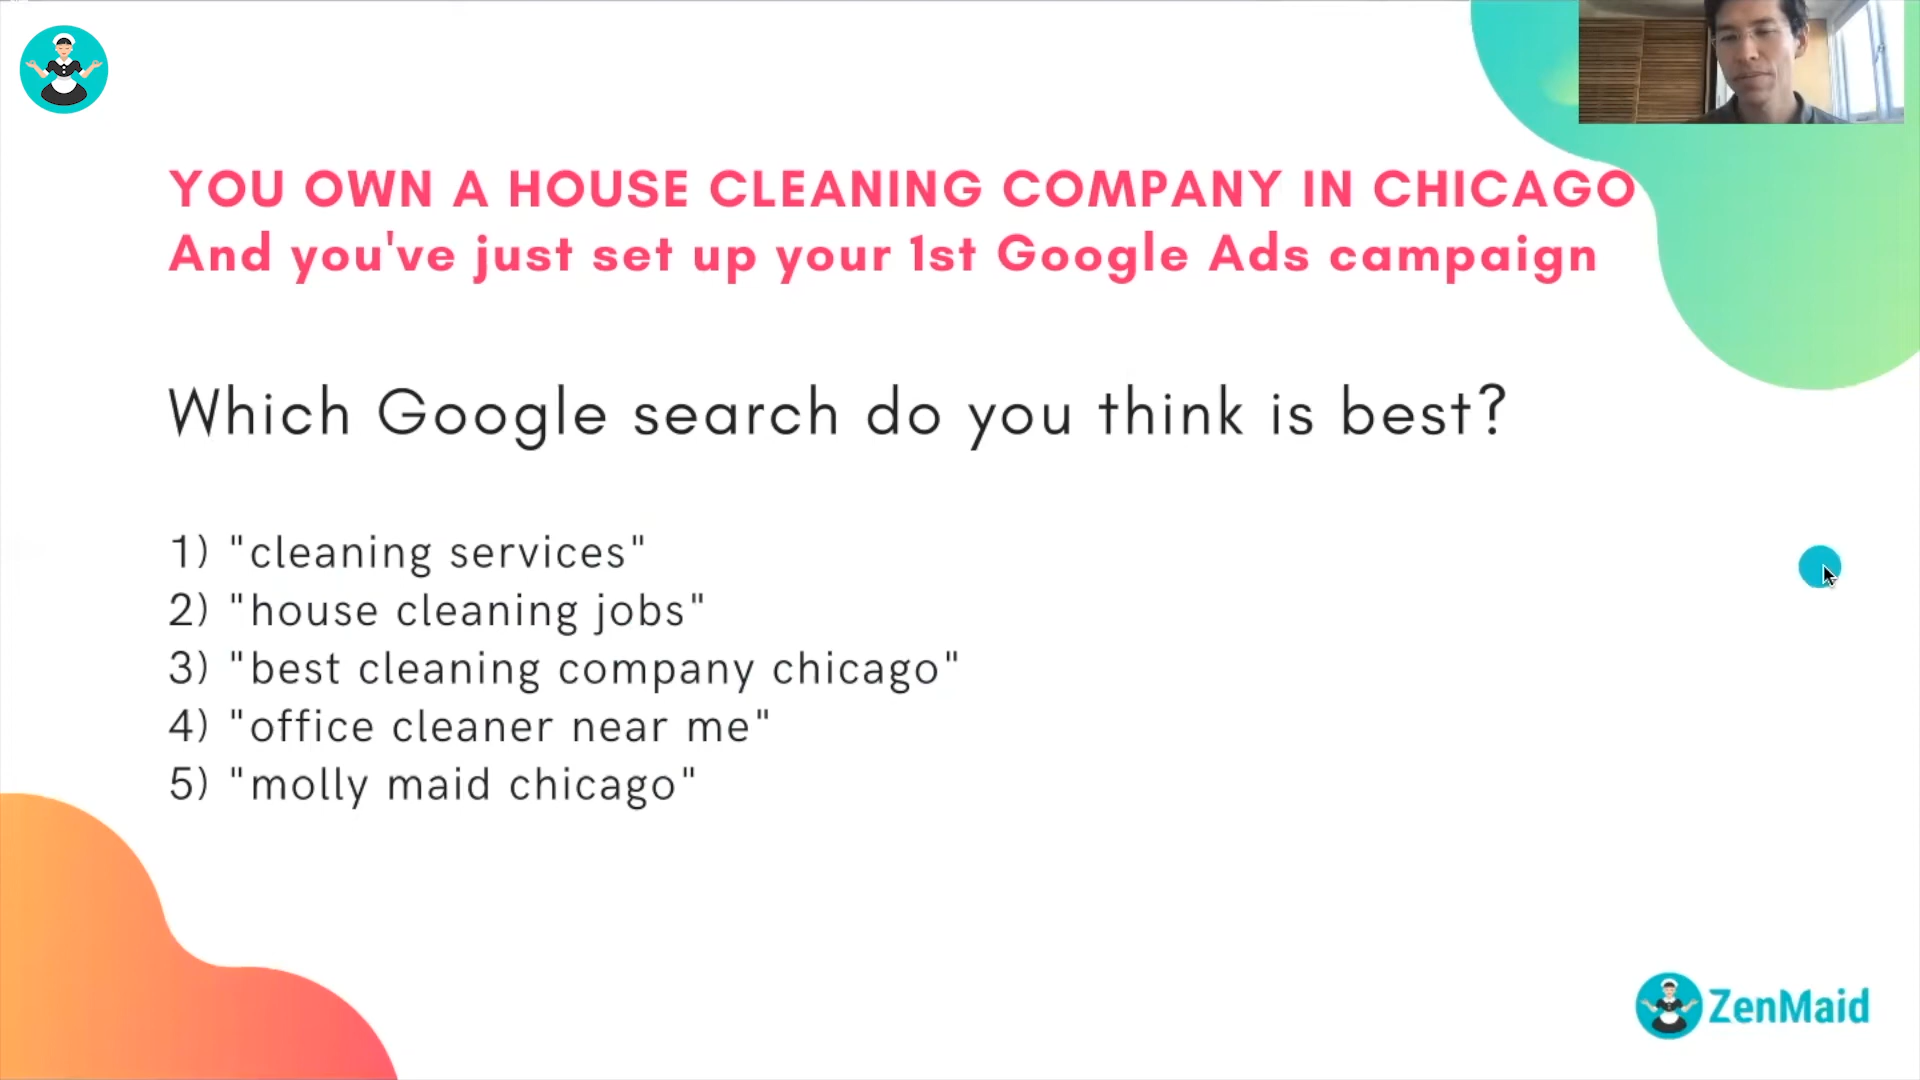 YOU OWN A HOUSE CLEANING COMPANY IN CHICAGO
And you've just set up your 1st Google Ads campaign
Which Google search do you think is best?
1) "cleaning services"
2) "house cleaning jobs"
3) "best cleaning company chicago"
4) "office cleaner near me"
5) "molly maid chicago"
ZenMaid